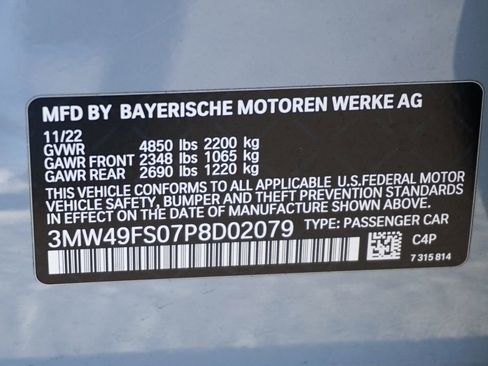 MFD BY BAYERISCHE MOTOREN WERKE AG
11/22
GVWR 4850 lbs 2200 kg
GAWR FRONT 2348 lbs 1065 kg
GAWR REAR 2690 lbs 1220 kg
THIS VEHICLE CONFORMS TO ALL APPLICABLE U.S.FEDERAL MOTOR
VEHICLE SAFETY, BUMPER AND THEFT PREVENTION STANDARDS
IN EFFECT ON THE DATE OF MANUFACTURE SHOWN ABOVE.
3MW49FS07P8D02079 TYPE: PASSENGER CAR
C4P
7 315 814